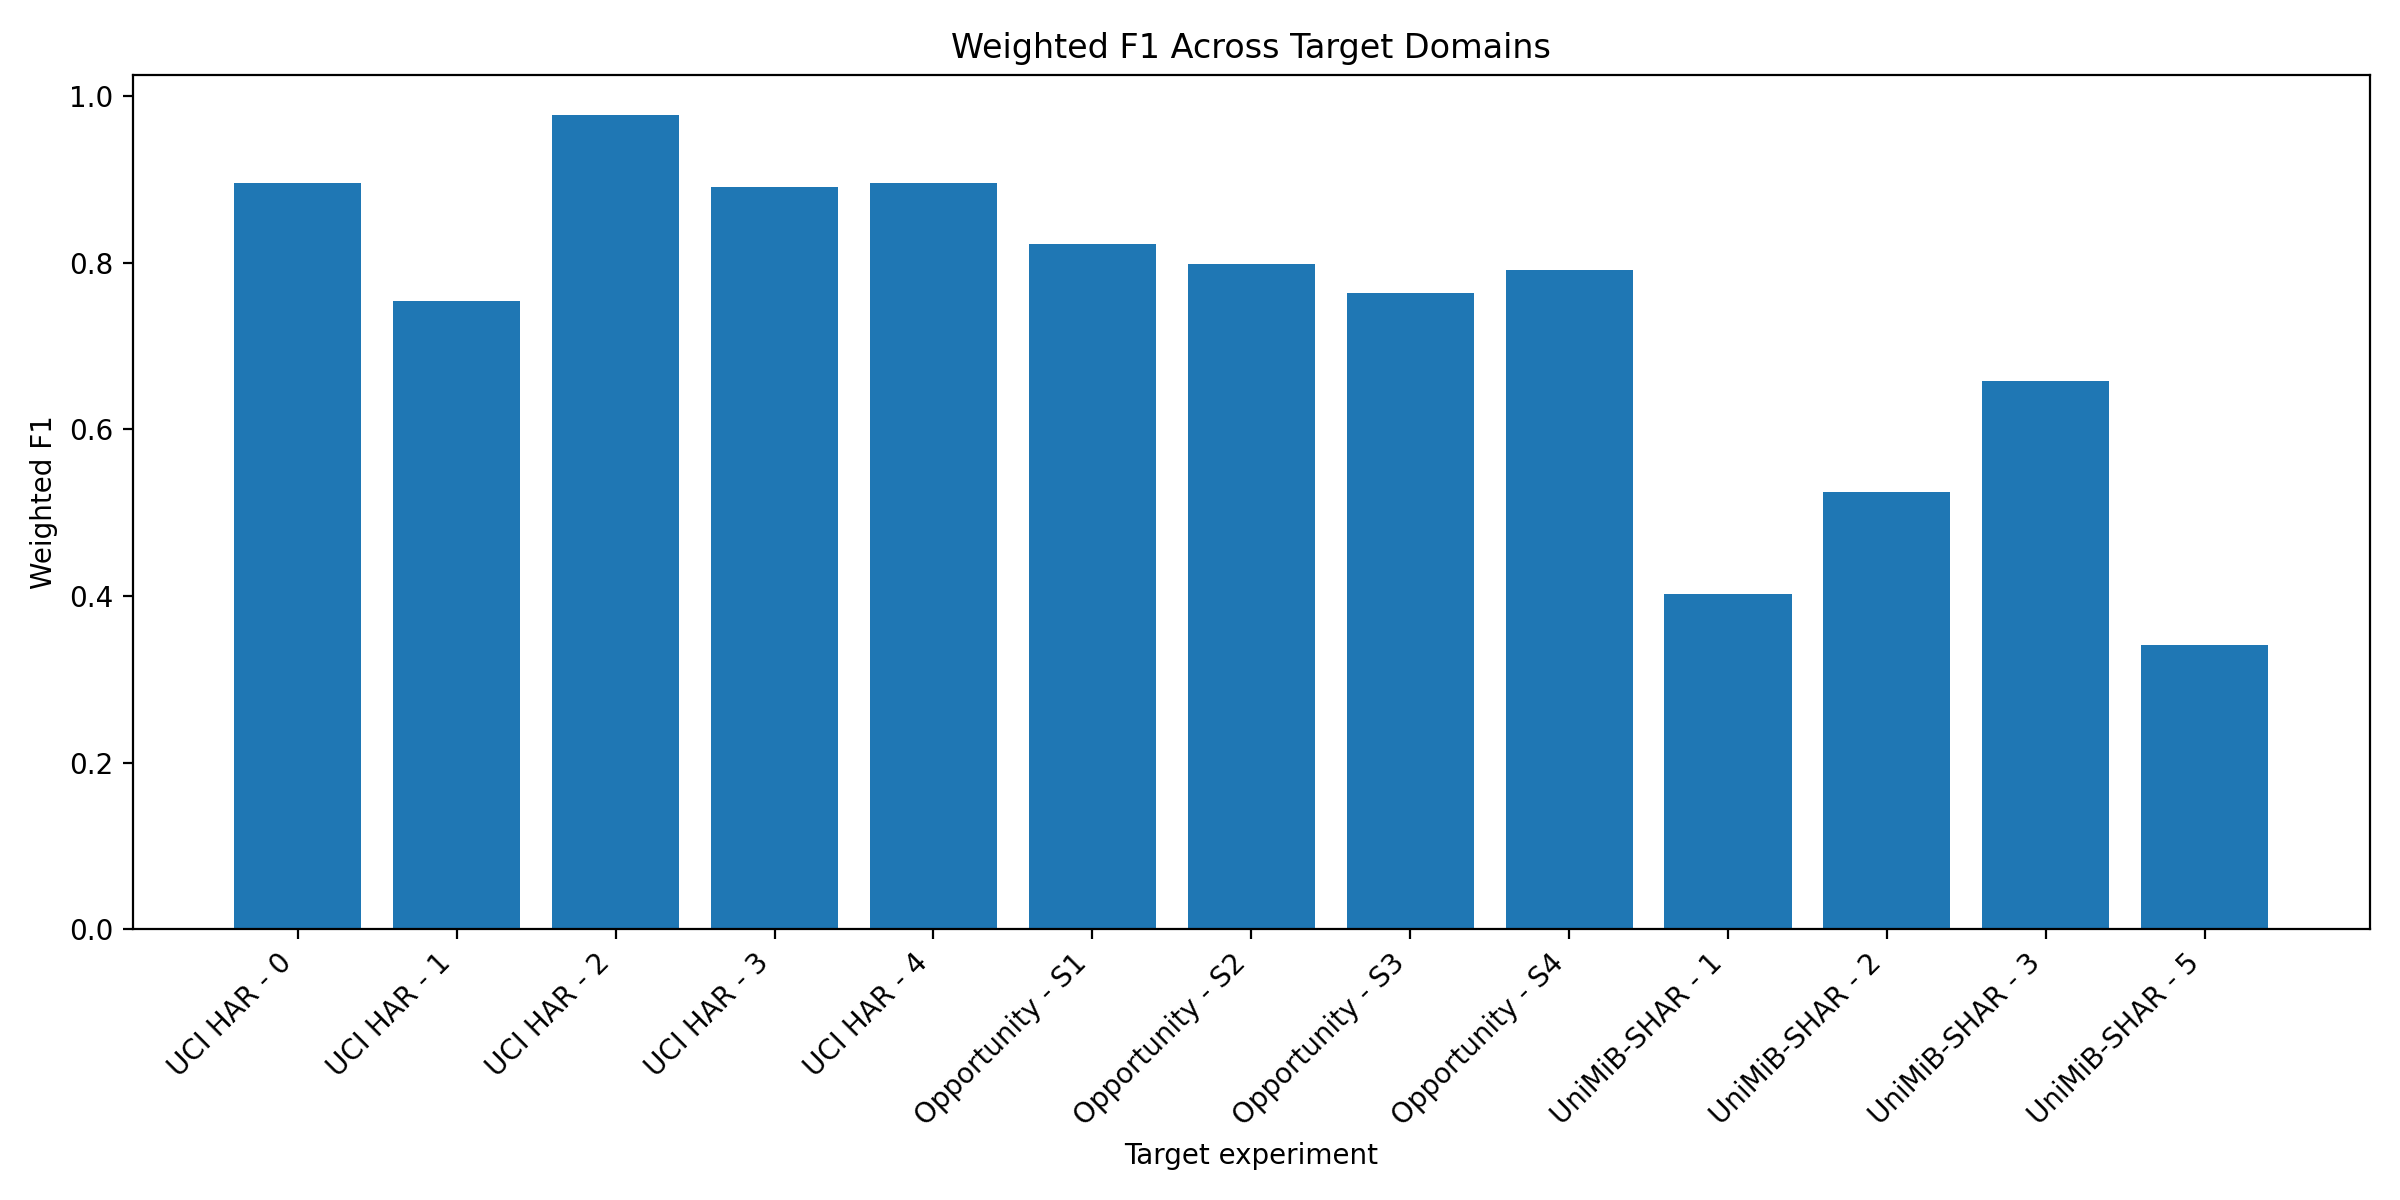 Weighted F1 Across Target Domains
Weighted F1
1.0
0.8
0.6
0.4
0.2
0.0
UCI HAR - 0
UCI HAR - 1
UCI HAR - 2
UCI HAR - 3
UCI HAR - 4
Opportunity - S1
Opportunity - S2
Opportunity - S3
Opportunity - S4
UniMiB-SHAR - 1
UniMiB-SHAR - 2
UniMiB-SHAR - 3
UniMiB-SHAR - 5
Target experiment